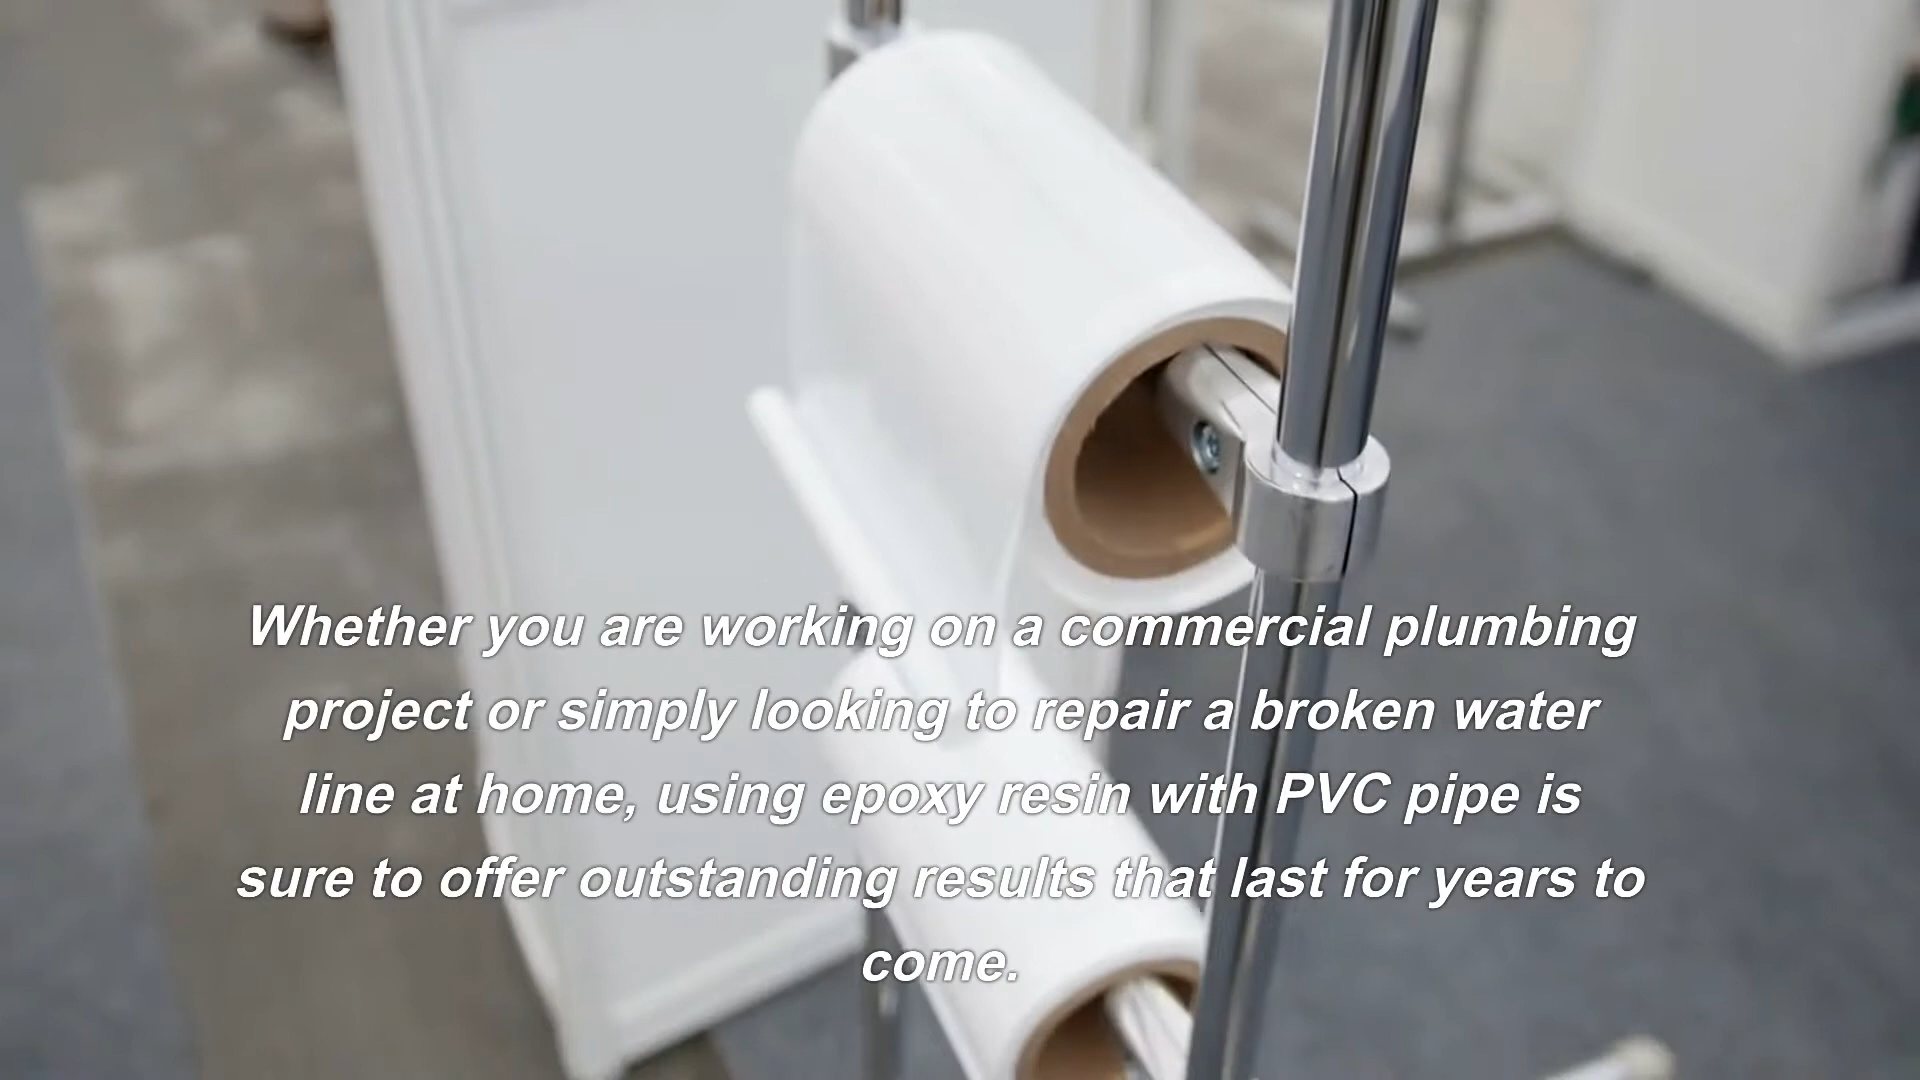 Whether you are working on a commercial plumbing
project or simply looking to repair a broken water
line at home, using epoxy resin with PVC pipe is
sure to offer outstanding results that last for years to
come.